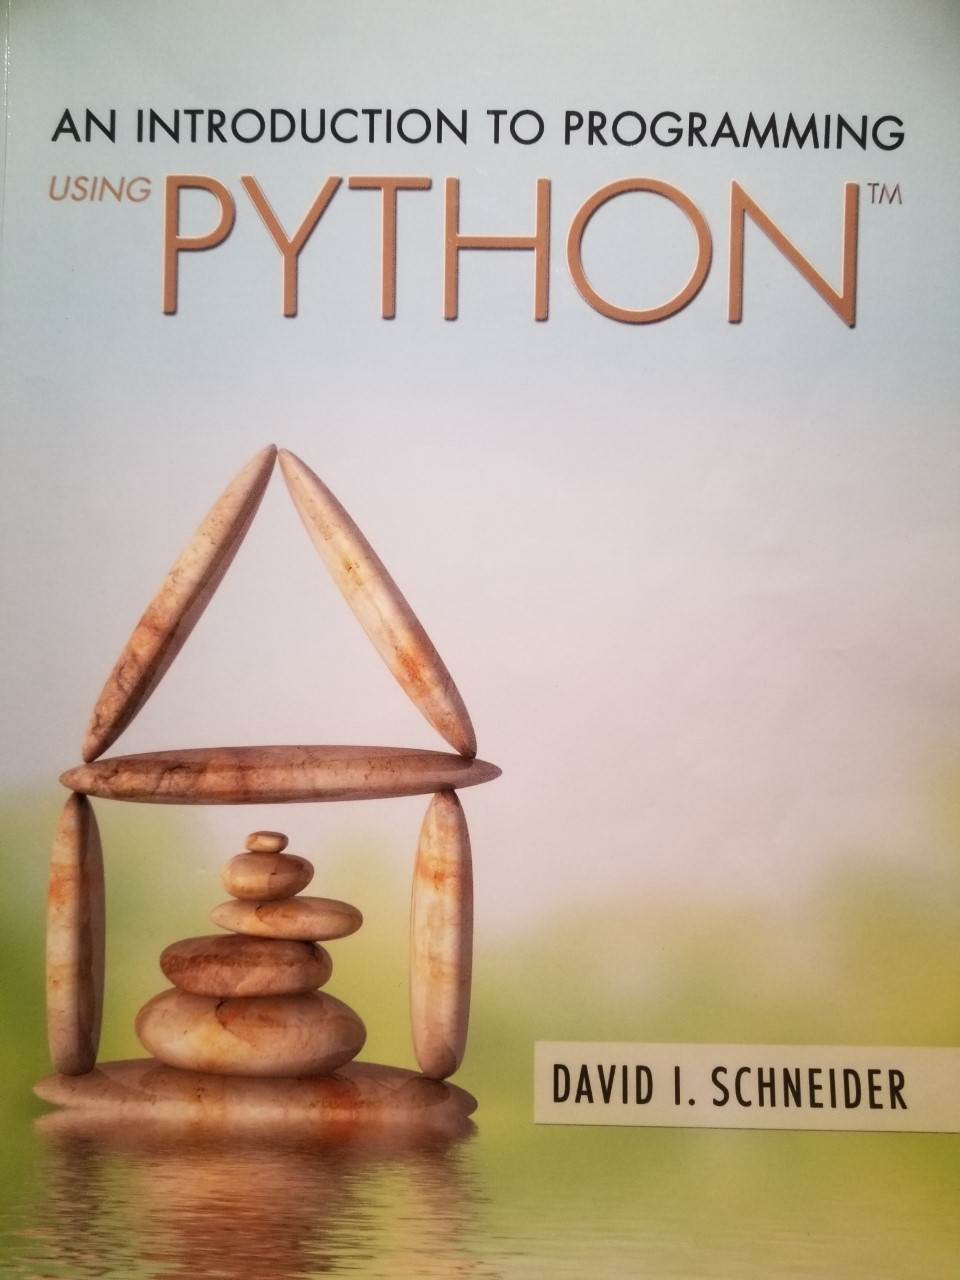 AN INTRODUCTION TO PROGRAMMING
USING PYTHON™
DAVID I. SCHNEIDER